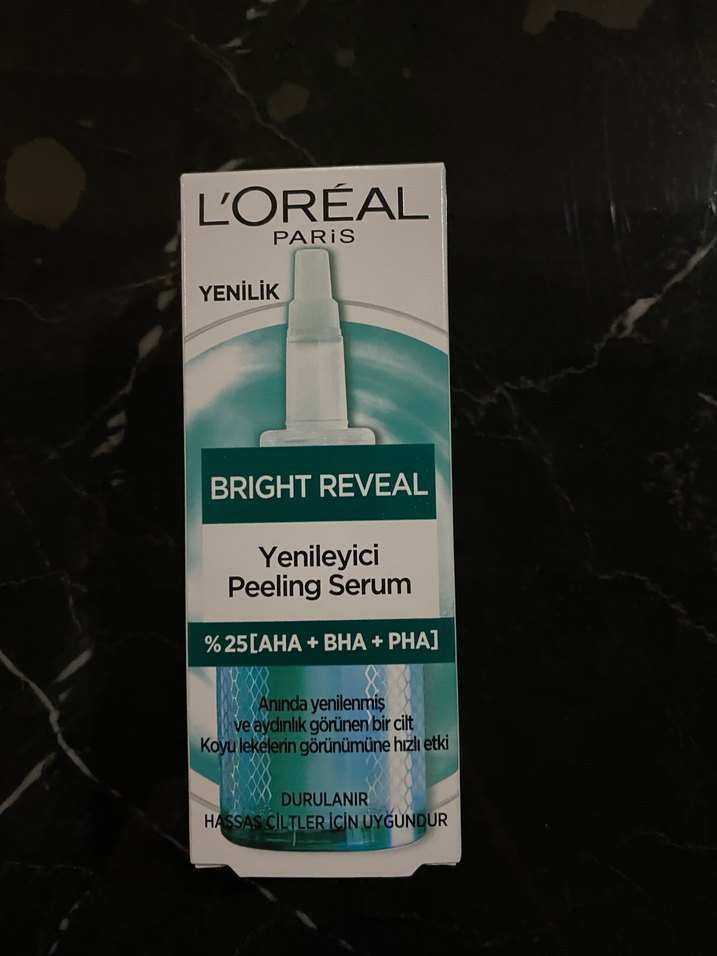 L'ORÉAL
PARiS
YENİLİK
BRIGHT REVEAL
Yenileyici
Peeling Serum
%25[AHA + BHA + PHA]
Anında yenilenmiş
ve aydınlık görünen bir cilt
Koyu lekelerin görünümüne hızlı etki
DURULANIR
HASSAS CİLTLER İÇİN UYGUNDUR